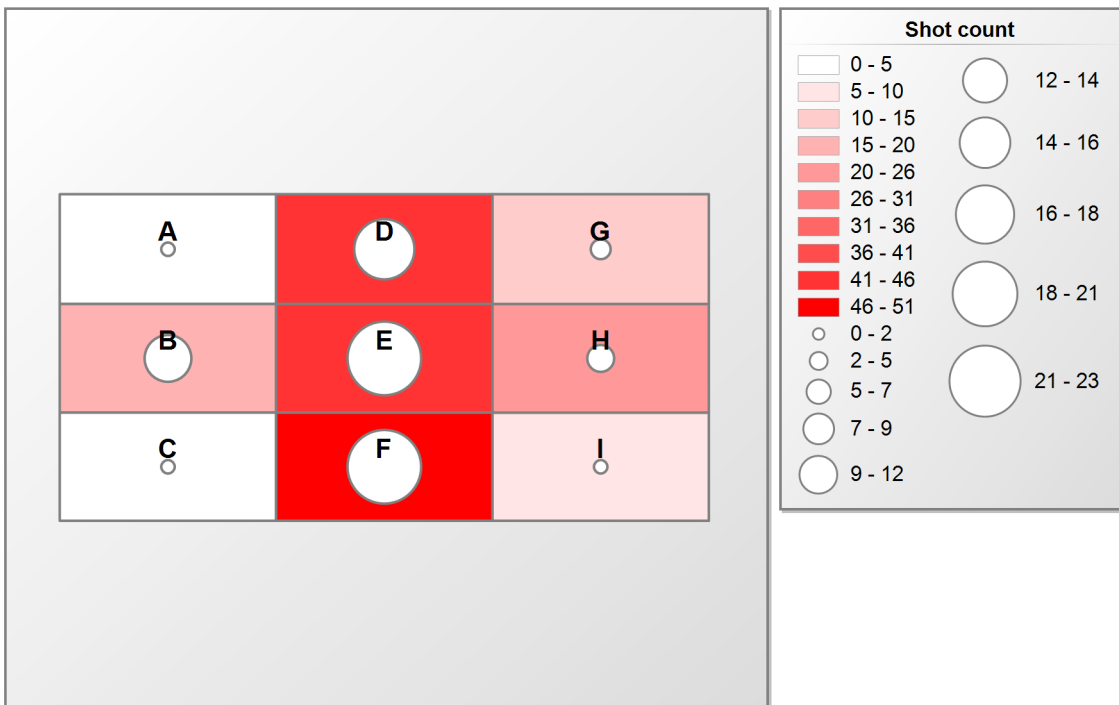 Shot count
0 - 5
5 - 10
10 - 15
15 - 20
20 - 26
26 - 31
31 - 36
36 - 41
41 - 46
46 - 51
0 - 2
2 - 5
5 - 7
7 - 9
9 - 12
12 - 14
14 - 16
16 - 18
18 - 21
21 - 23
A
D
G
B
E
H
C
F
I